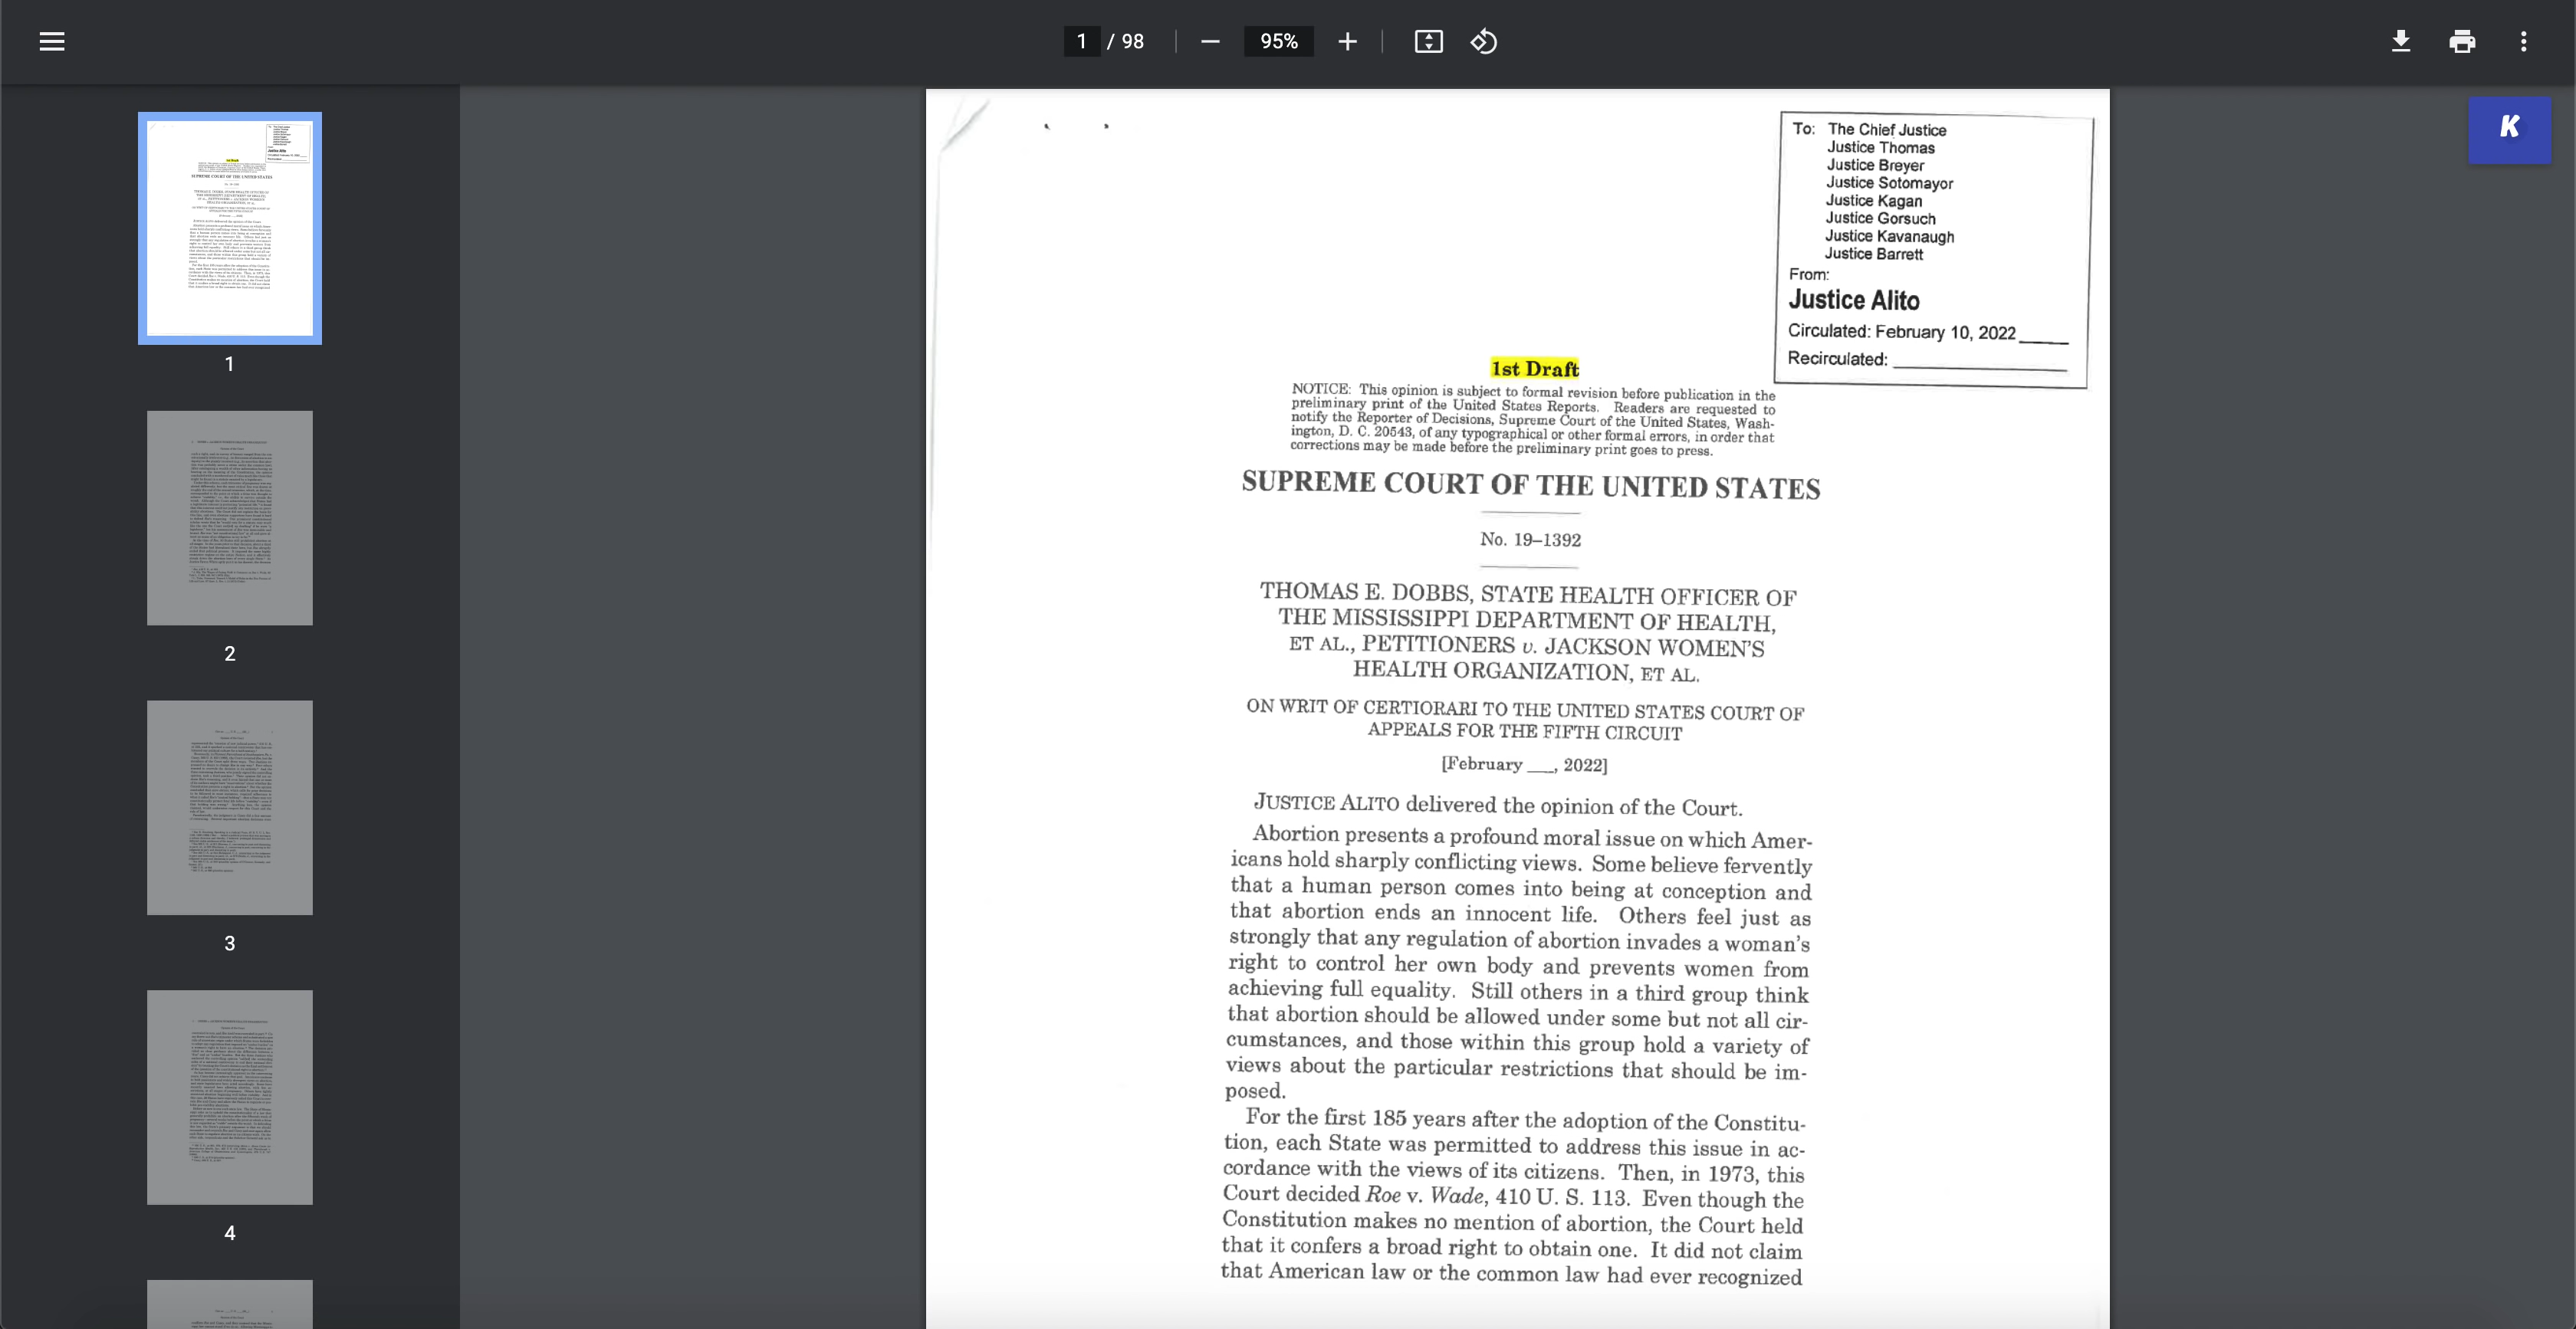 1 / 98
95%
K
1
2
3
4
To: The Chief Justice
Justice Thomas
Justice Breyer
Justice Sotomayor
Justice Kagan
Justice Gorsuch
Justice Kavanaugh
Justice Barrett
From:
Justice Alito
Circulated: February 10, 2022_____
Recirculated: _______________
1st Draft
NOTICE: This opinion is subject to formal revision before publication in the
preliminary print of the United States Reports. Readers are requested to
notify the Reporter of Decisions, Supreme Court of the United States, Wash-
ington, D. C. 20543, of any typographical or other formal errors, in order that
corrections may be made before the preliminary print goes to press.
SUPREME COURT OF THE UNITED STATES
No. 19–1392
THOMAS E. DOBBS, STATE HEALTH OFFICER OF
THE MISSISSIPPI DEPARTMENT OF HEALTH,
ET AL., PETITIONERS v. JACKSON WOMEN'S
HEALTH ORGANIZATION, ET AL.
ON WRIT OF CERTIORARI TO THE UNITED STATES COURT OF
APPEALS FOR THE FIFTH CIRCUIT
[February ___, 2022]
JUSTICE ALITO delivered the opinion of the Court.
Abortion presents a profound moral issue on which Amer-
icans hold sharply conflicting views. Some believe fervently
that a human person comes into being at conception and
that abortion ends an innocent life. Others feel just as
strongly that any regulation of abortion invades a woman's
right to control her own body and prevents women from
achieving full equality. Still others in a third group think
that abortion should be allowed under some but not all cir-
cumstances, and those within this group hold a variety of
views about the particular restrictions that should be im-
posed.
For the first 185 years after the adoption of the Constitu-
tion, each State was permitted to address this issue in ac-
cordance with the views of its citizens. Then, in 1973, this
Court decided Roe v. Wade, 410 U. S. 113. Even though the
Constitution makes no mention of abortion, the Court held
that it confers a broad right to obtain one. It did not claim
that American law or the common law had ever recognized